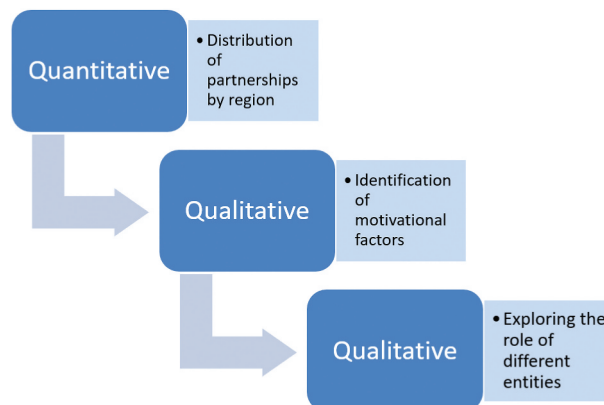 Quantitative
• Distribution
of
partnerships
by region
Qualitative
• Identification
of
motivational
factors
Qualitative
• Exploring the
role of
different
entities